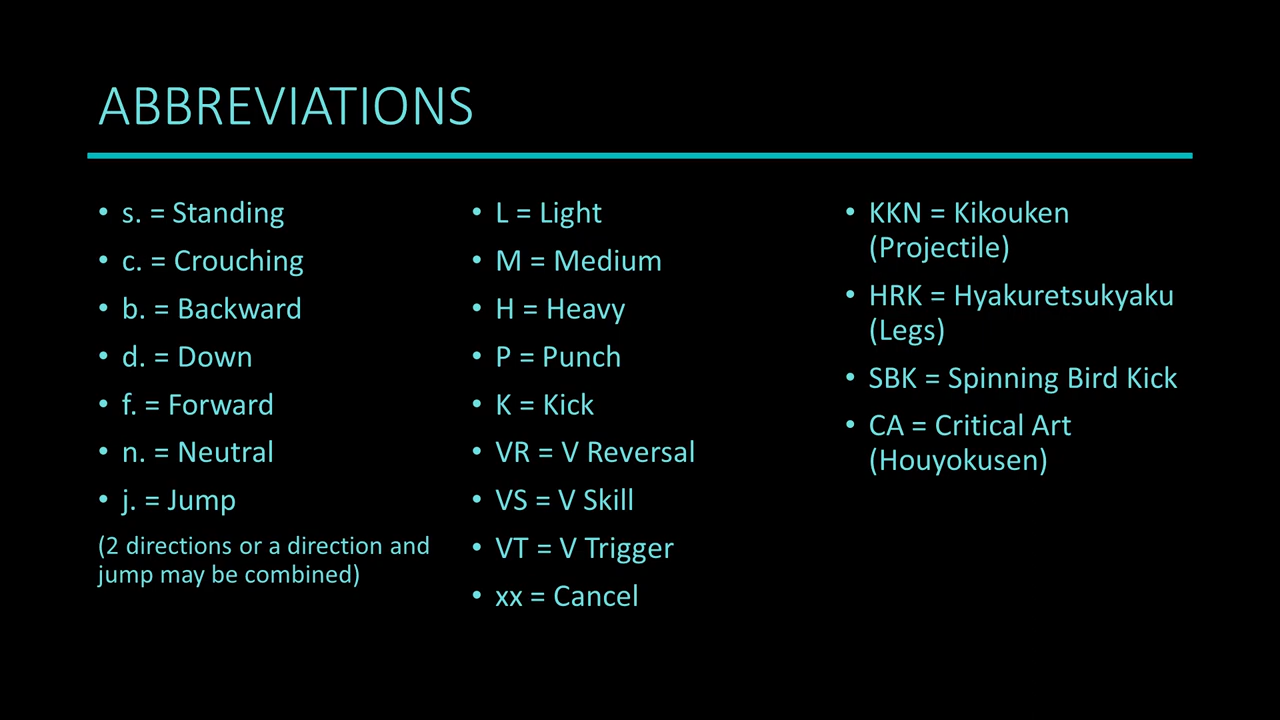 ABBREVIATIONS
• s. = Standing
• c. = Crouching
• b. = Backward
• d. = Down
• f. = Forward
• n. = Neutral
• j. = Jump
(2 directions or a direction and
jump may be combined)
• L = Light
• M = Medium
• H = Heavy
• P = Punch
• K = Kick
• VR = V Reversal
• VS = V Skill
• VT = V Trigger
• xx = Cancel
• KKN = Kikouken
(Projectile)
• HRK = Hyakuretsukyaku
(Legs)
• SBK = Spinning Bird Kick
• CA = Critical Art
(Houyokusen)